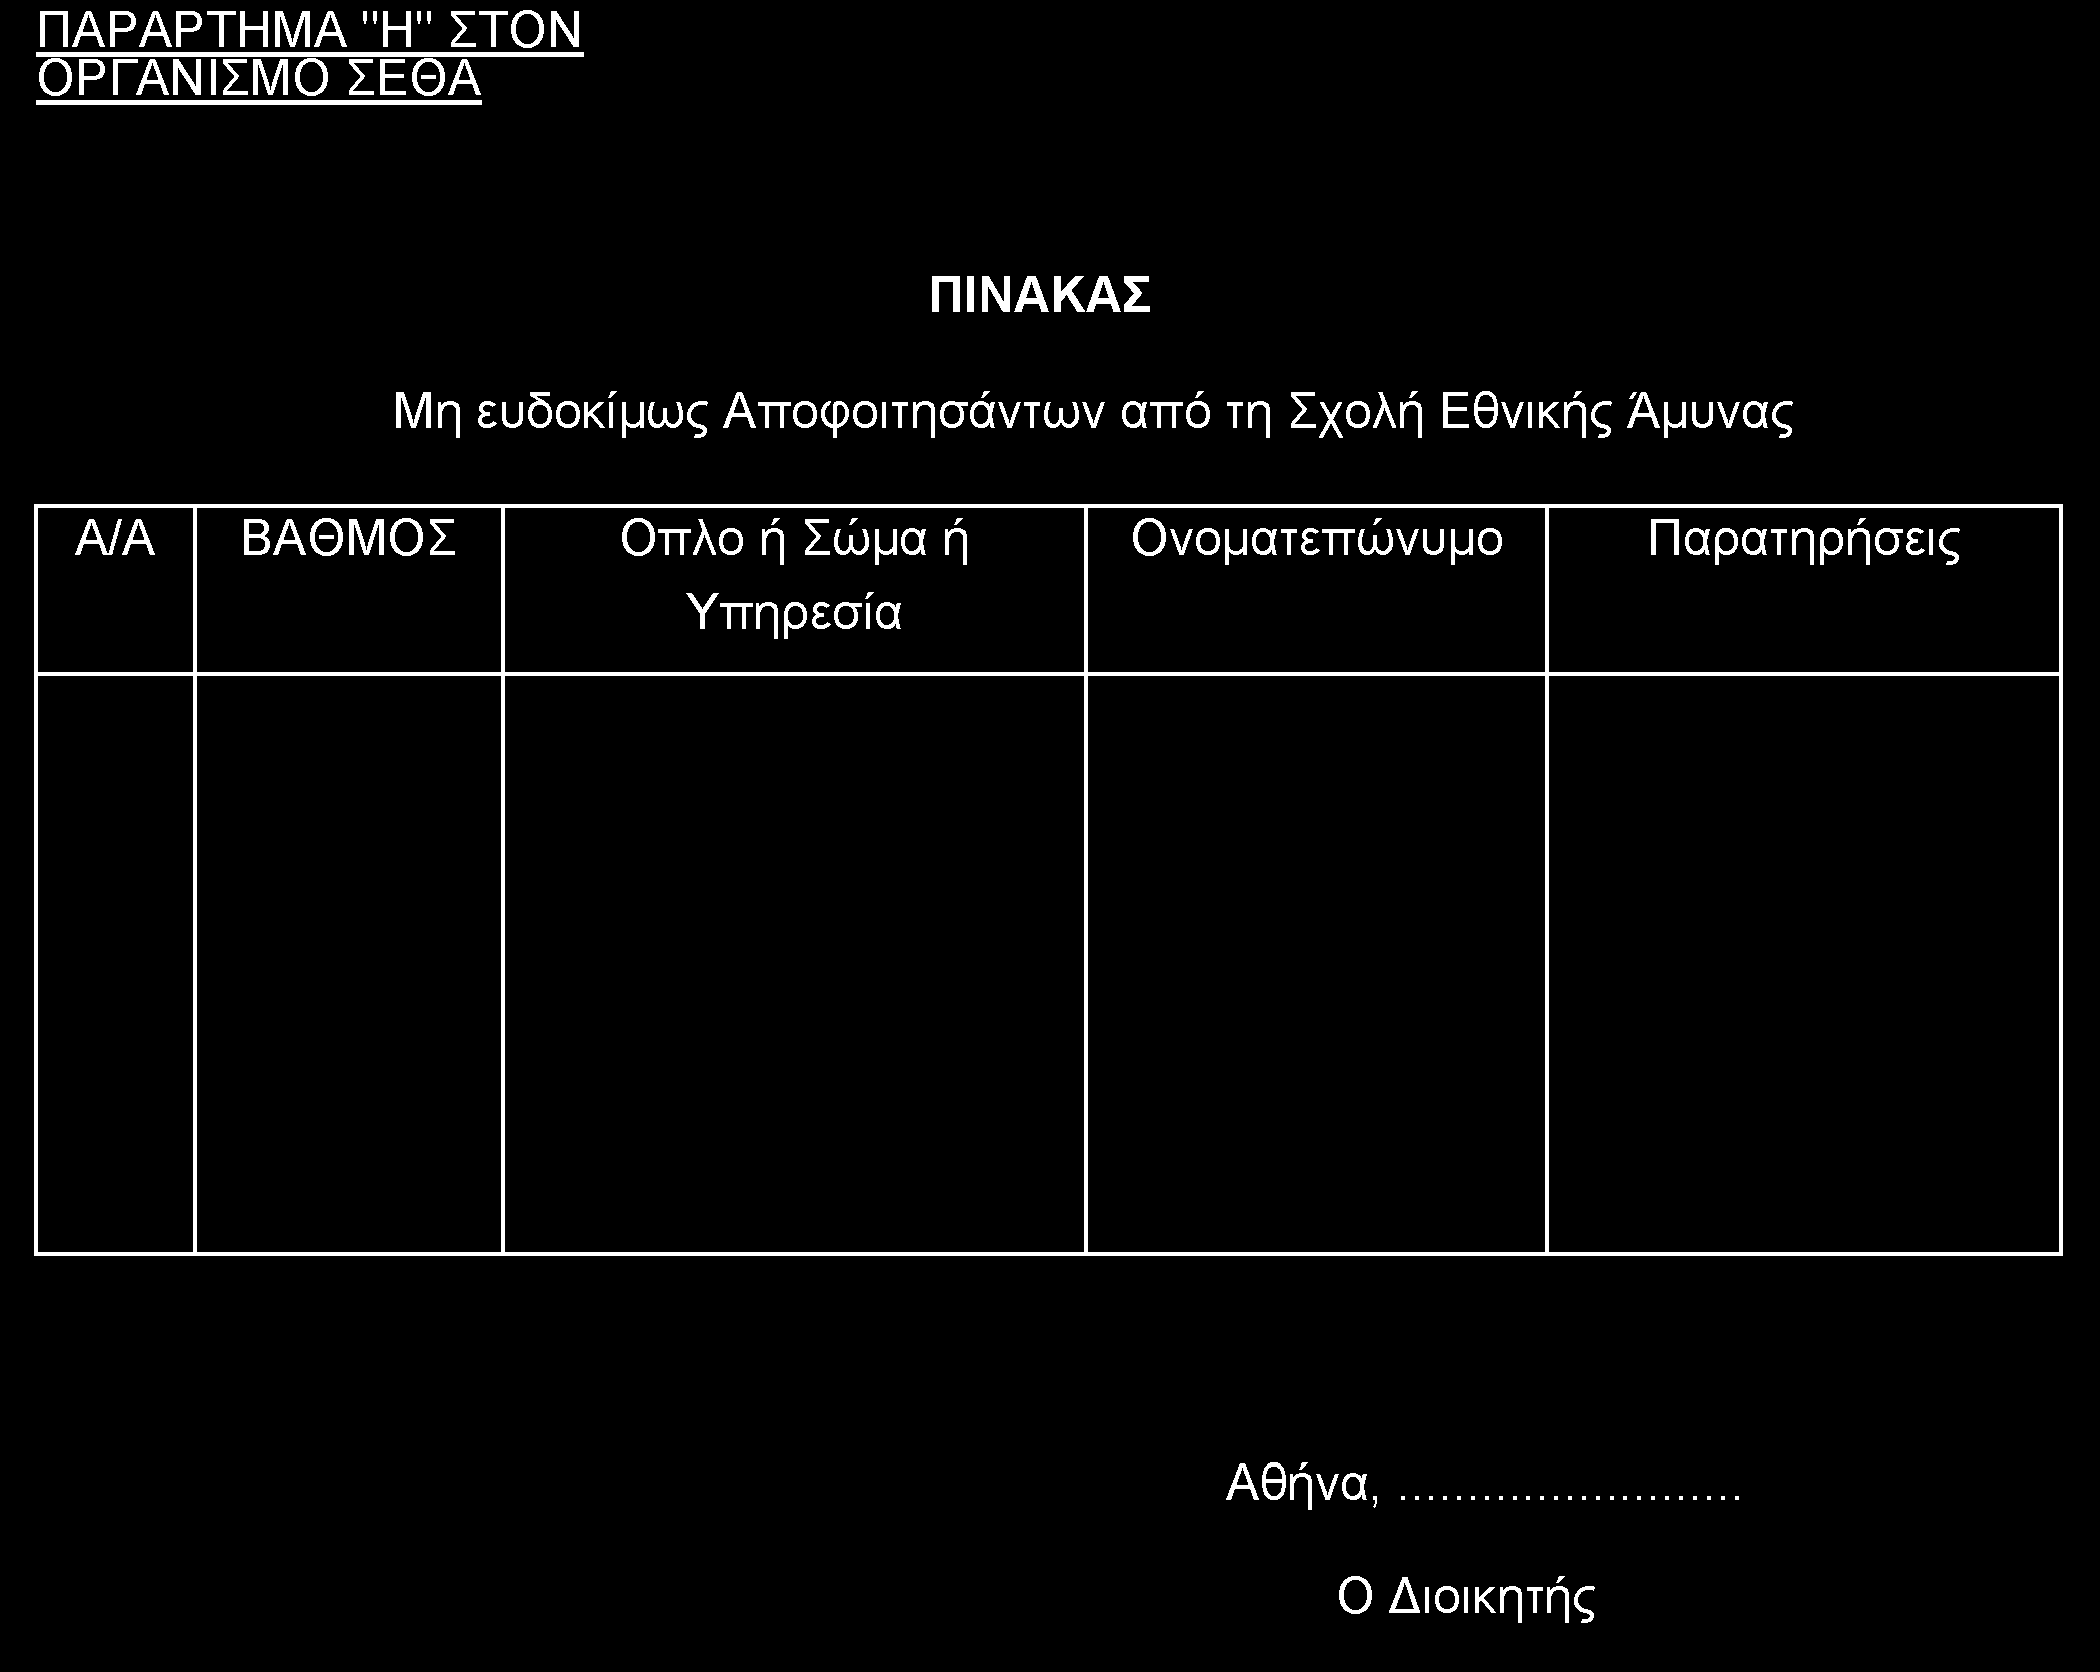 ΠΑΡΑΡΤΗΜΑ "Η" ΣΤΟΝ
ΟΡΓΑΝΙΣΜΟ ΣΕΘΑ
ΠΙΝΑΚΑΣ
Μη ευδοκίμως Αποφοιτησάντων από τη Σχολή Εθνικής Άμυνας
Α/Α ΒΑΘΜΟΣ Οπλο ή Σώμα ή Ονοματεπώνυμο Παρατηρήσεις
Υπηρεσία
Αθήνα, .........................
Ο Διοικητής